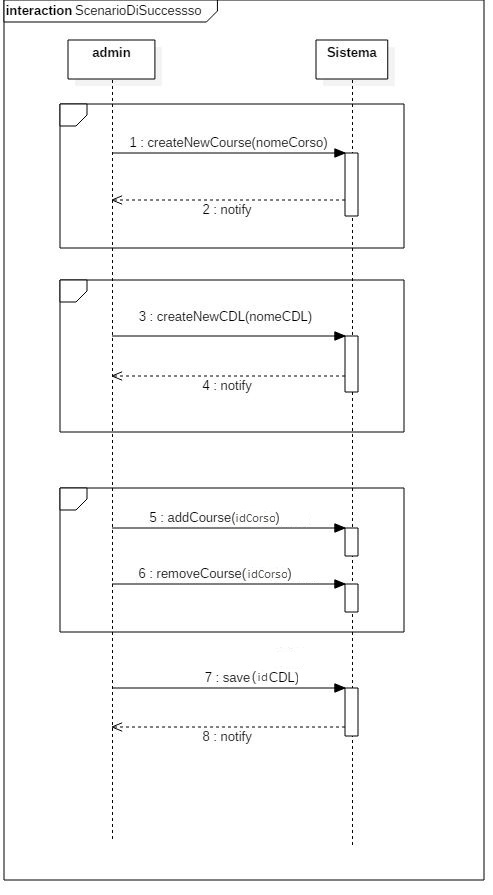 interaction ScenarioDiSuccessso
admin
Sistema
1 : createNewCourse(nomeCorso)
2 : notify
3 : createNewCDL(nomeCDL)
4 : notify
5 : addCourse(idCorso)
6 : removeCourse(idCorso)
7 : save(idCDL)
8 : notify